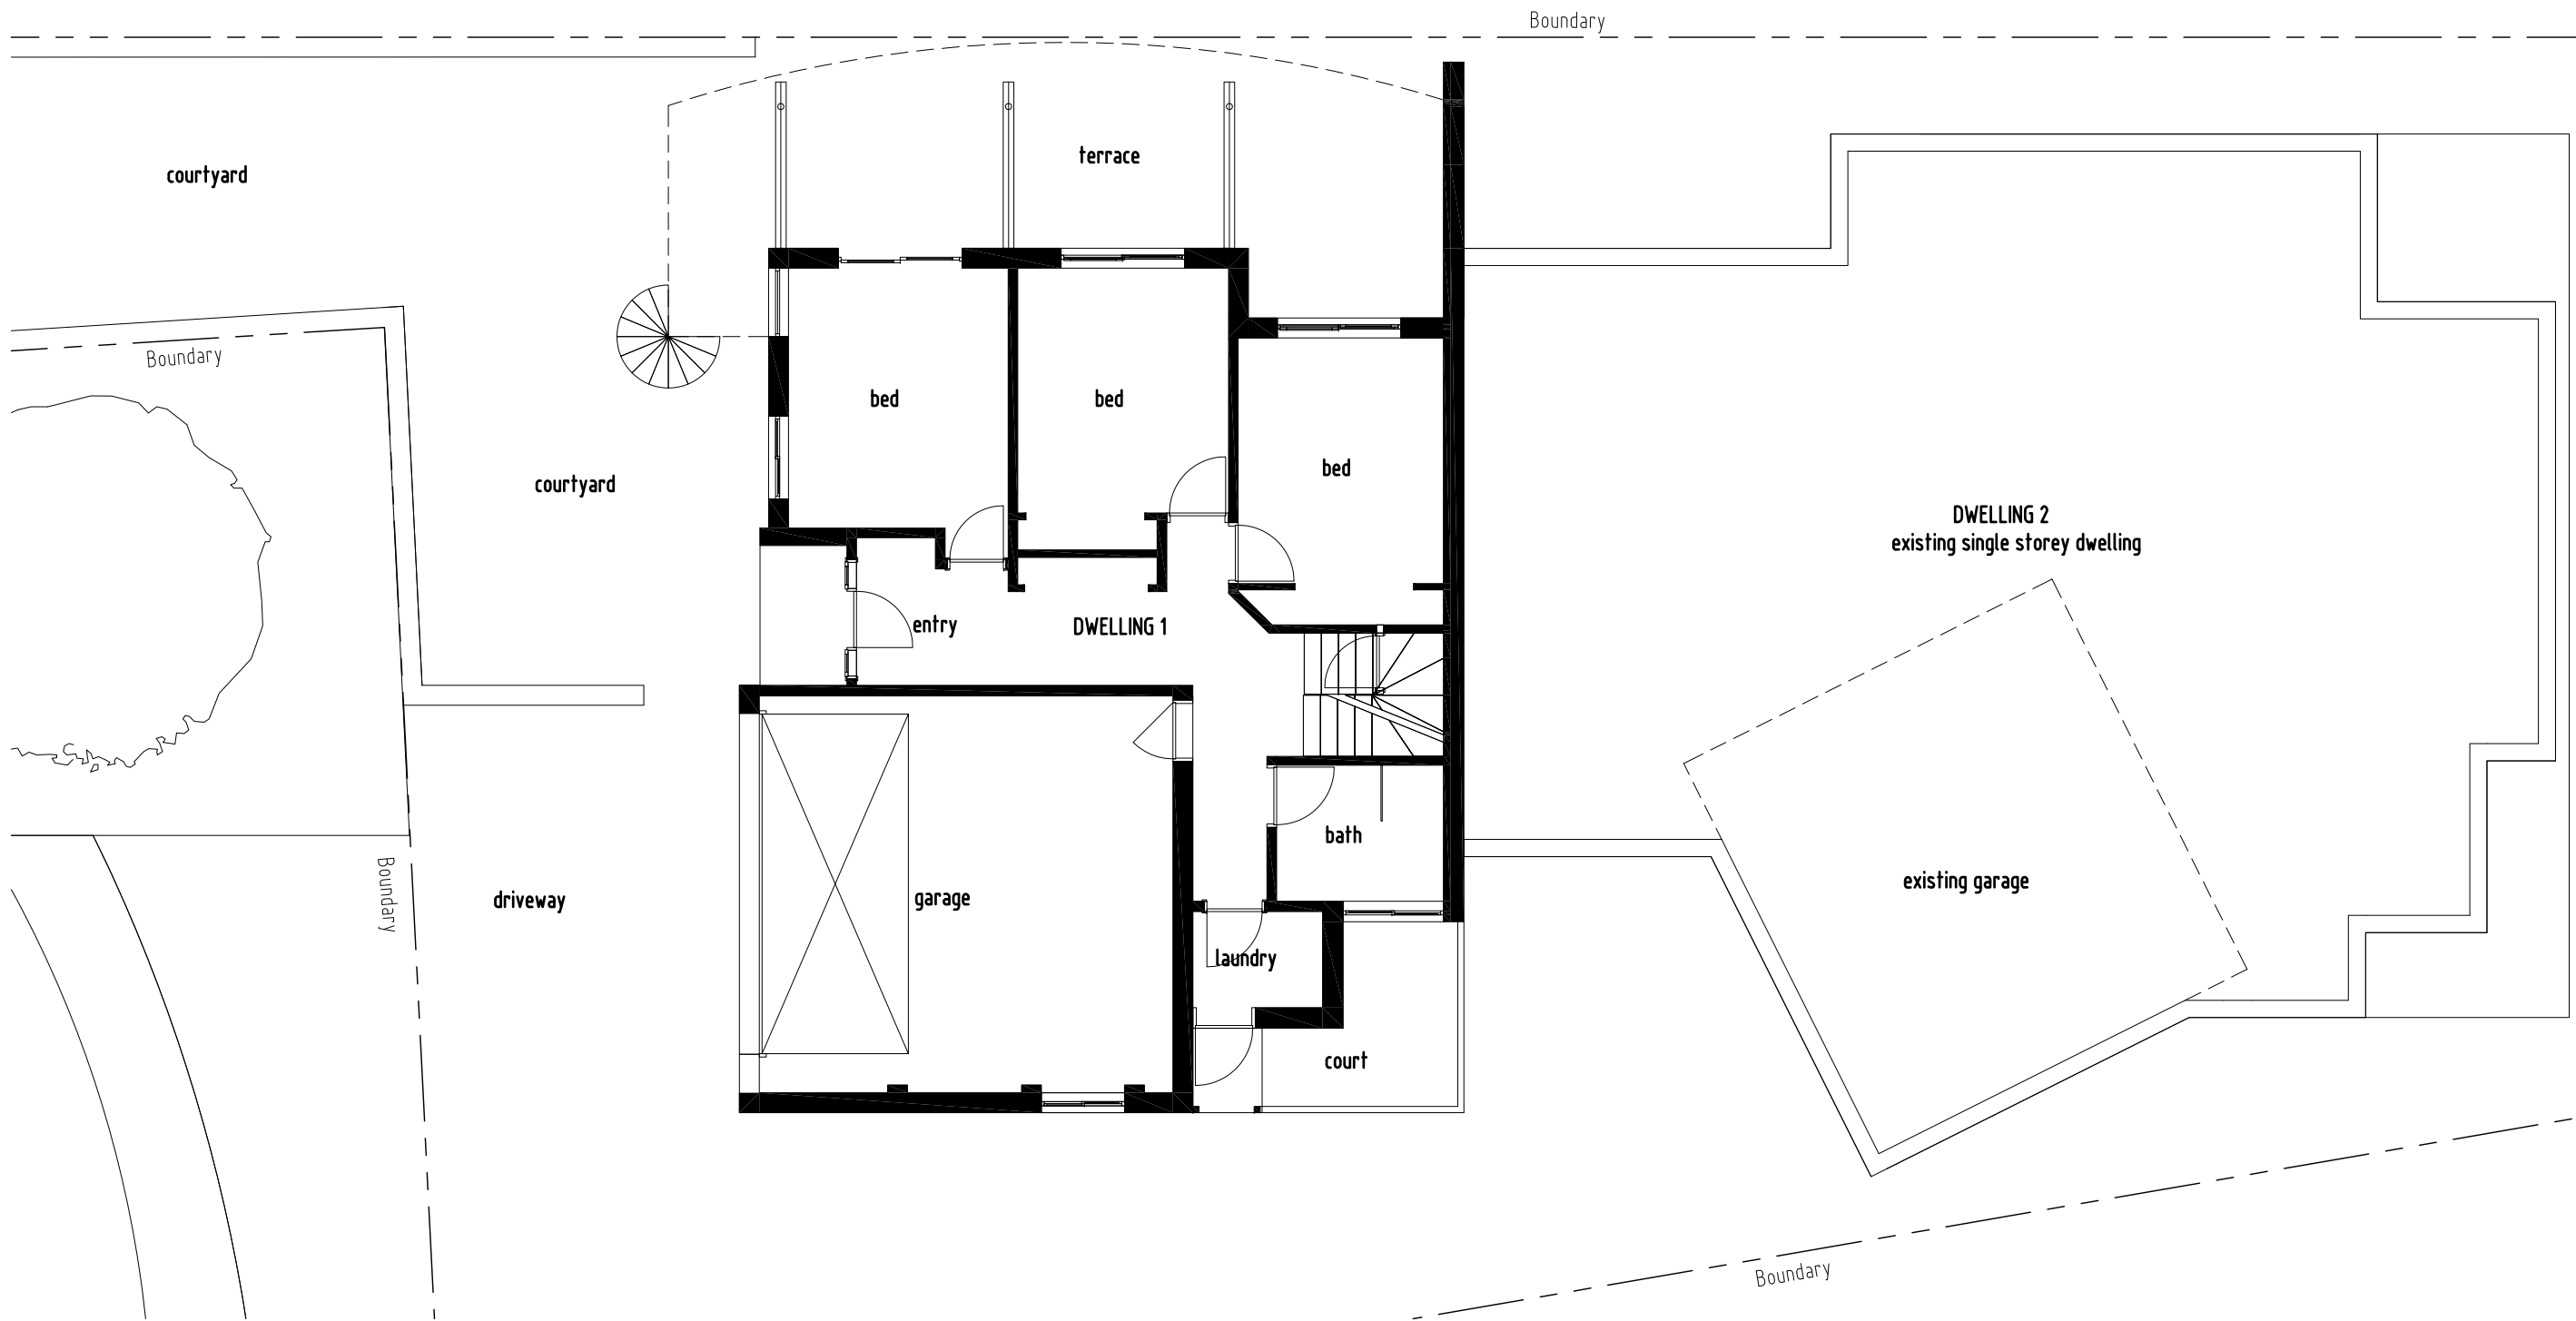 Boundary
terrace
courtyard
Boundary
bed
bed
bed
courtyard
DWELLING 2
existing single storey dwelling
entry
DWELLING 1
bath
Boundary
driveway
garage
existing garage
laundry
court
Boundary